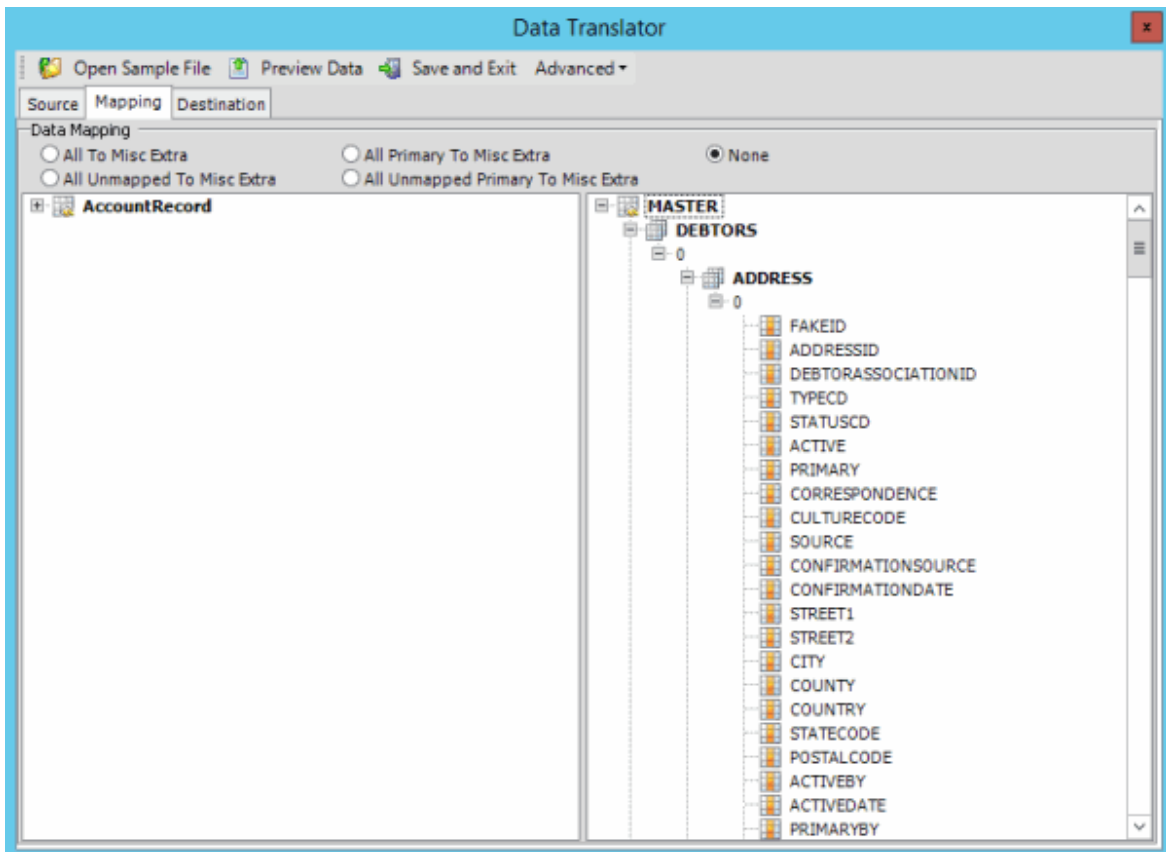 Data Translator
x
Open Sample File Preview Data Save and Exit Advanced
Source Mapping Destination
Data Mapping
All To Misc Extra All Primary To Misc Extra None
All Unmapped To Misc Extra All Unmapped Primary To Misc Extra
AccountRecord
MASTER
DEBTORS
0
ADDRESS
0
FAKEID
ADDRESSID
DEBTORASSOCIATIONID
TYPECD
STATUSCD
ACTIVE
PRIMARY
CORRESPONDENCE
CULTURECODE
SOURCE
CONFIRMATIONSOURCE
CONFIRMATIONDATE
STREET1
STREET2
CITY
COUNTY
COUNTRY
STATECODE
POSTALCODE
ACTIVEBY
ACTIVEDATE
PRIMARYBY